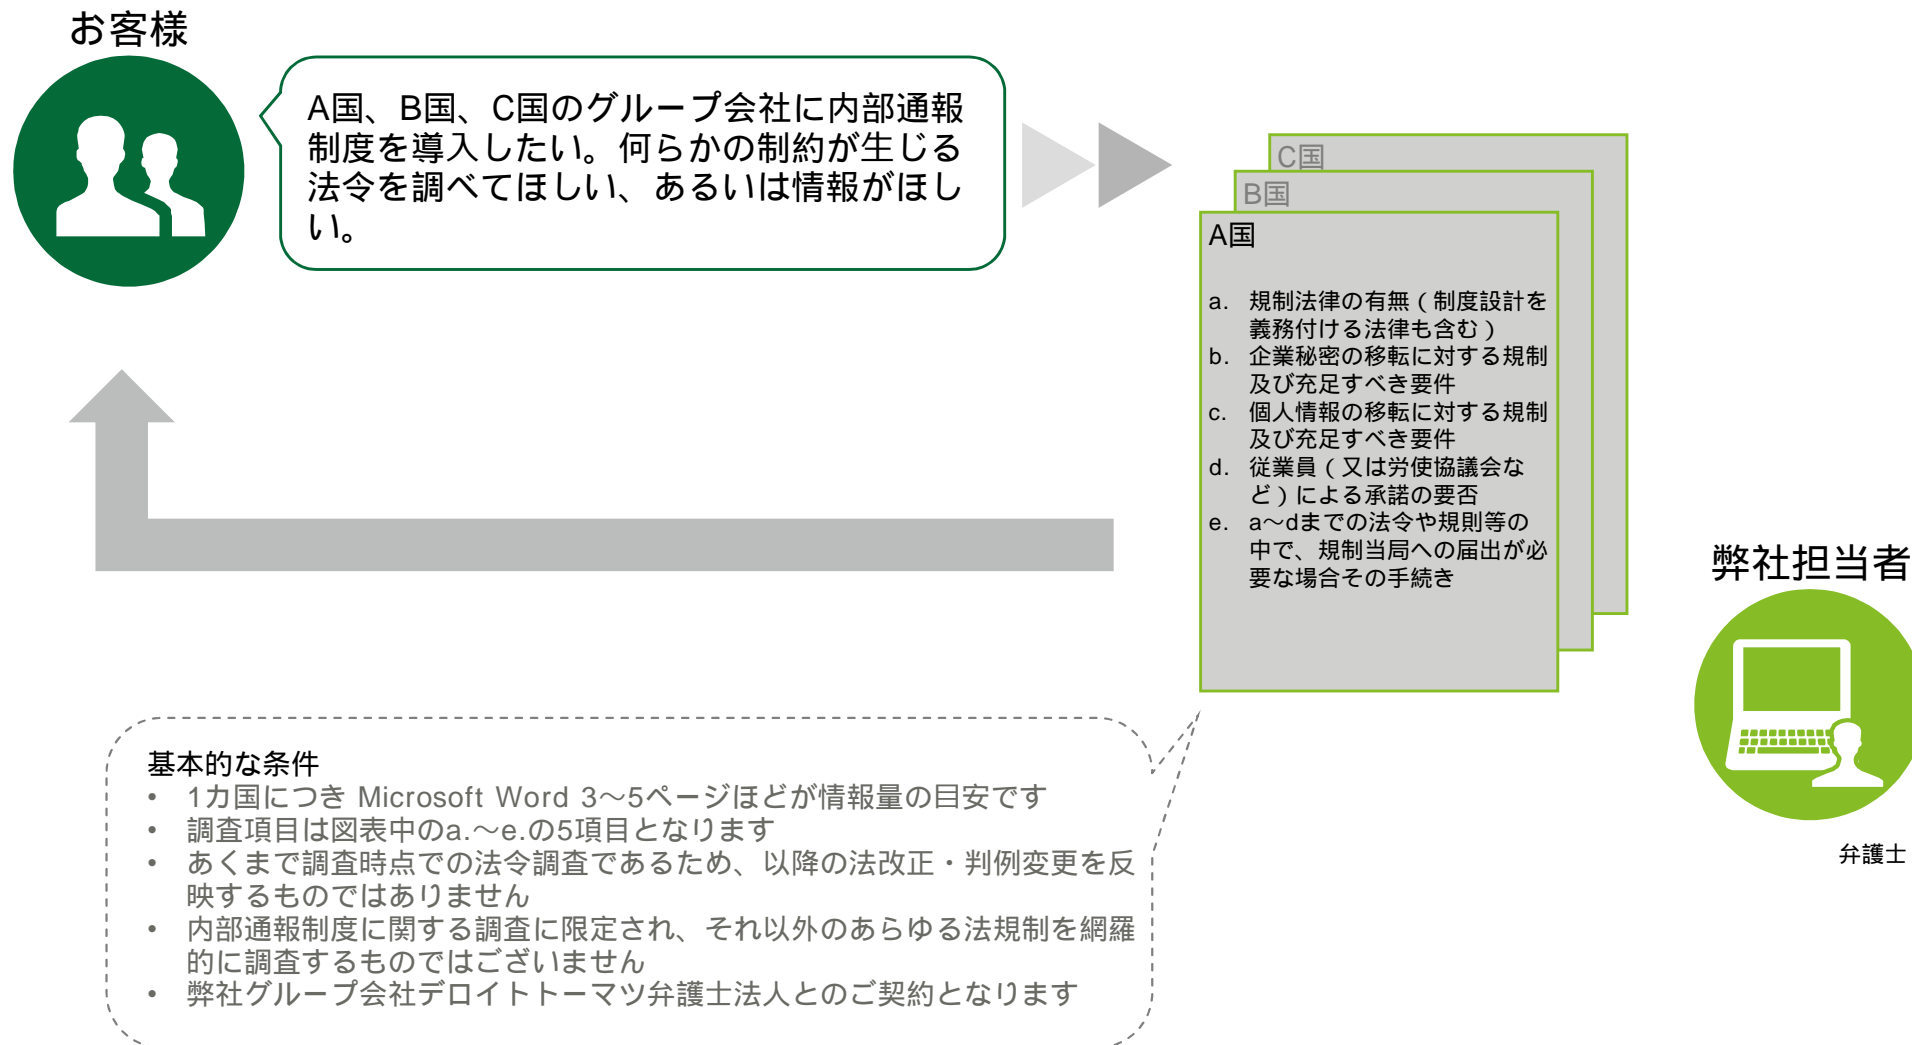 お客様
A国、B国、C国のグループ会社に内部通報
制度を導入したい。何らかの制約が生じる
法令を調べてほしい、あるいは情報がほし
い。
C国
B国
A国
a. 規制法律の有無（制度設計を
義務付ける法律も含む）
b. 企業秘密の移転に対する規制
及び充足すべき要件
c. 個人情報の移転に対する規制
及び充足すべき要件
d. 従業員（又は労使協議会な
ど）による承諾の要否
e. a～dまでの法令や規則等の
中で、規制当局への届出が必
要な場合その手続き
弊社担当者
弁護士
基本的な条件
• 1カ国につき Microsoft Word 3～5ページほどが情報量の目安です
• 調査項目は図表中のa.～e.の5項目となります
• あくまで調査時点での法令調査であるため、以降の法改正・判例変更を反
映するものではありません
• 内部通報制度に関する調査に限定され、それ以外のあらゆる法規制を網羅
的に調査するものではございません
• 弊社グループ会社デロイトトーマツ弁護士法人とのご契約となります